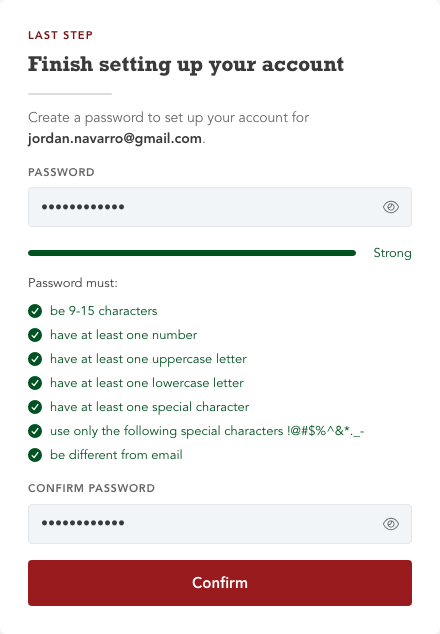 LAST STEP
Finish setting up your account
Create a password to set up your account for
jordan.navarro@gmail.com.
PASSWORD
••••••••••••
Strong
Password must:
be 9-15 characters
have at least one number
have at least one uppercase letter
have at least one lowercase letter
have at least one special character
use only the following special characters !@#$%^&*._-
be different from email
CONFIRM PASSWORD
••••••••••••
Confirm